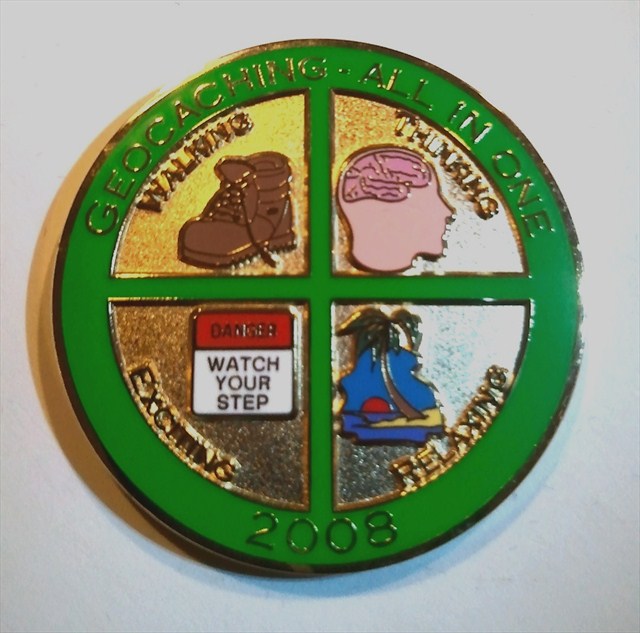 GEOCACHING - ALL IN ONE
WALKING
THINKING
DANGER
WATCH
YOUR
STEP
EXCITING
RELAXING
2008